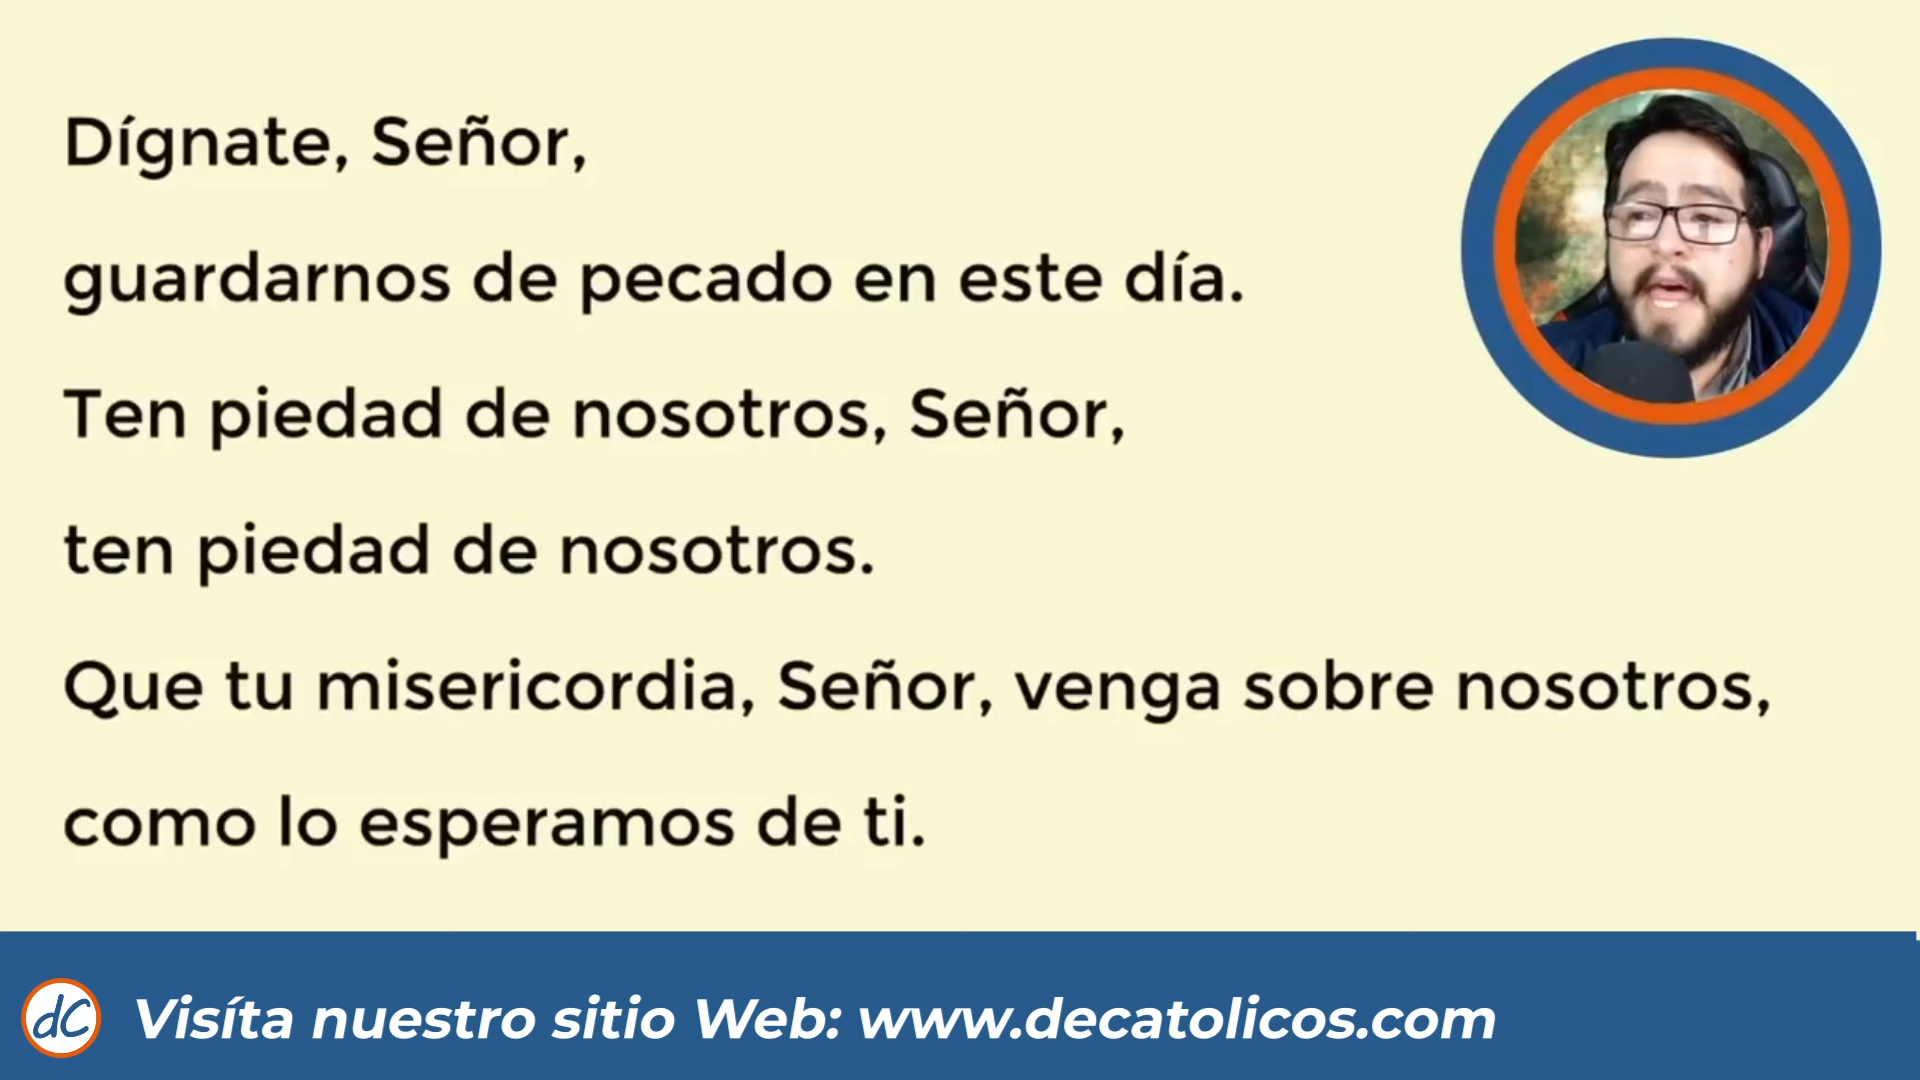 Dígnate, Señor,
guardarnos de pecado en este día.
Ten piedad de nosotros, Señor,
ten piedad de nosotros.
Que tu misericordia, Señor, venga sobre nosotros,
como lo esperamos de ti.
dC Visíta nuestro sitio Web: www.decatolicos.com